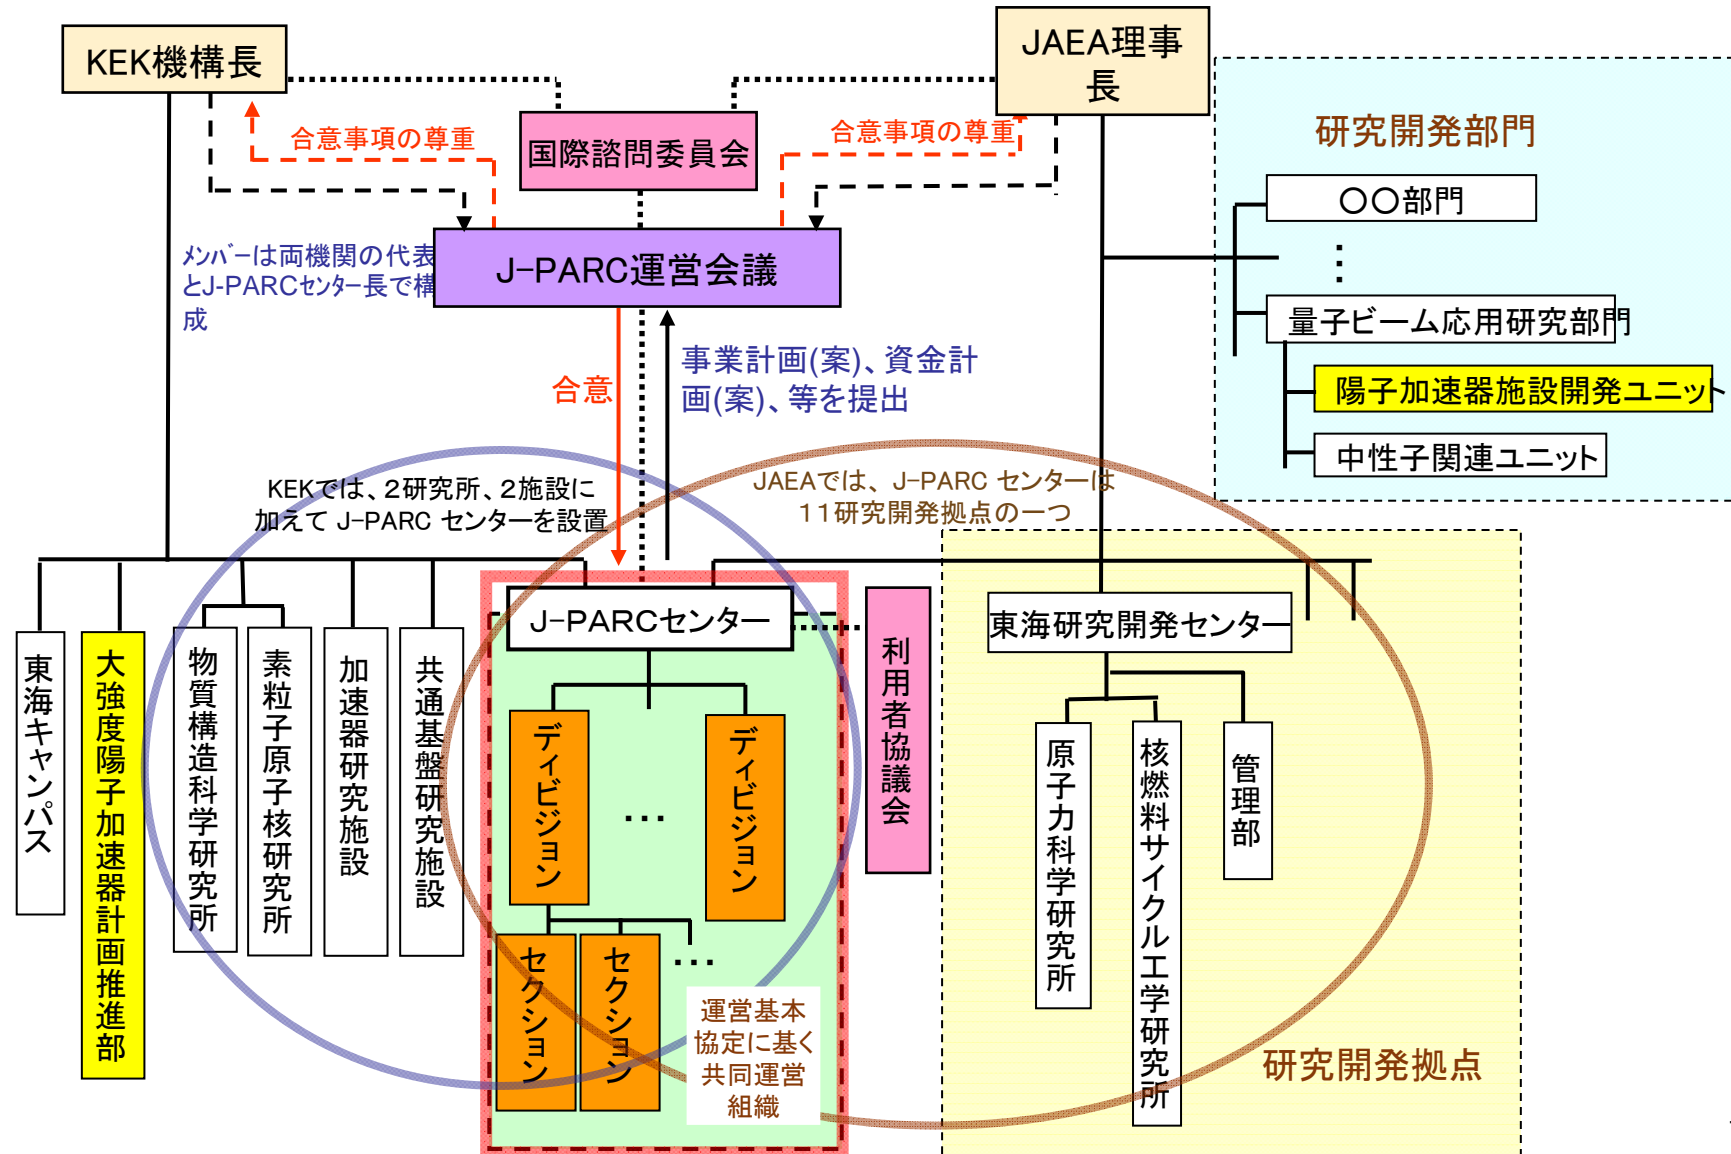 KEK機構長
JAEA理事
長
合意事項の尊重
国際諮問委員会
合意事項の尊重
研究開発部門
〇〇部門
⋮
量子ビーム応用研究部門
陽子加速器施設開発ユニット
中性子関連ユニット
メンバーは両機関の代表
とJ-PARCセンター長で構
成
J-PARC運営会議
合意
事業計画(案)、資金計
画(案)、等を提出
KEKでは、2研究所、2施設に
加えて J-PARC センターを設置
JAEAでは、J-PARC センターは
11研究開発拠点の一つ
東海キャンパス
大強度陽子加速器計画推進部
物質構造科学研究所
素粒子原子核研究所
加速器研究施設
共通基盤研究施設
J-PARCセンター
ディビジョン
…
ディビジョン
セクション
セクション
…
運営基本
協定に基く
共同運営
組織
利用者協議会
東海研究開発センター
原子力科学研究所
核燃料サイクル工学研究所
管理部
研究開発拠点